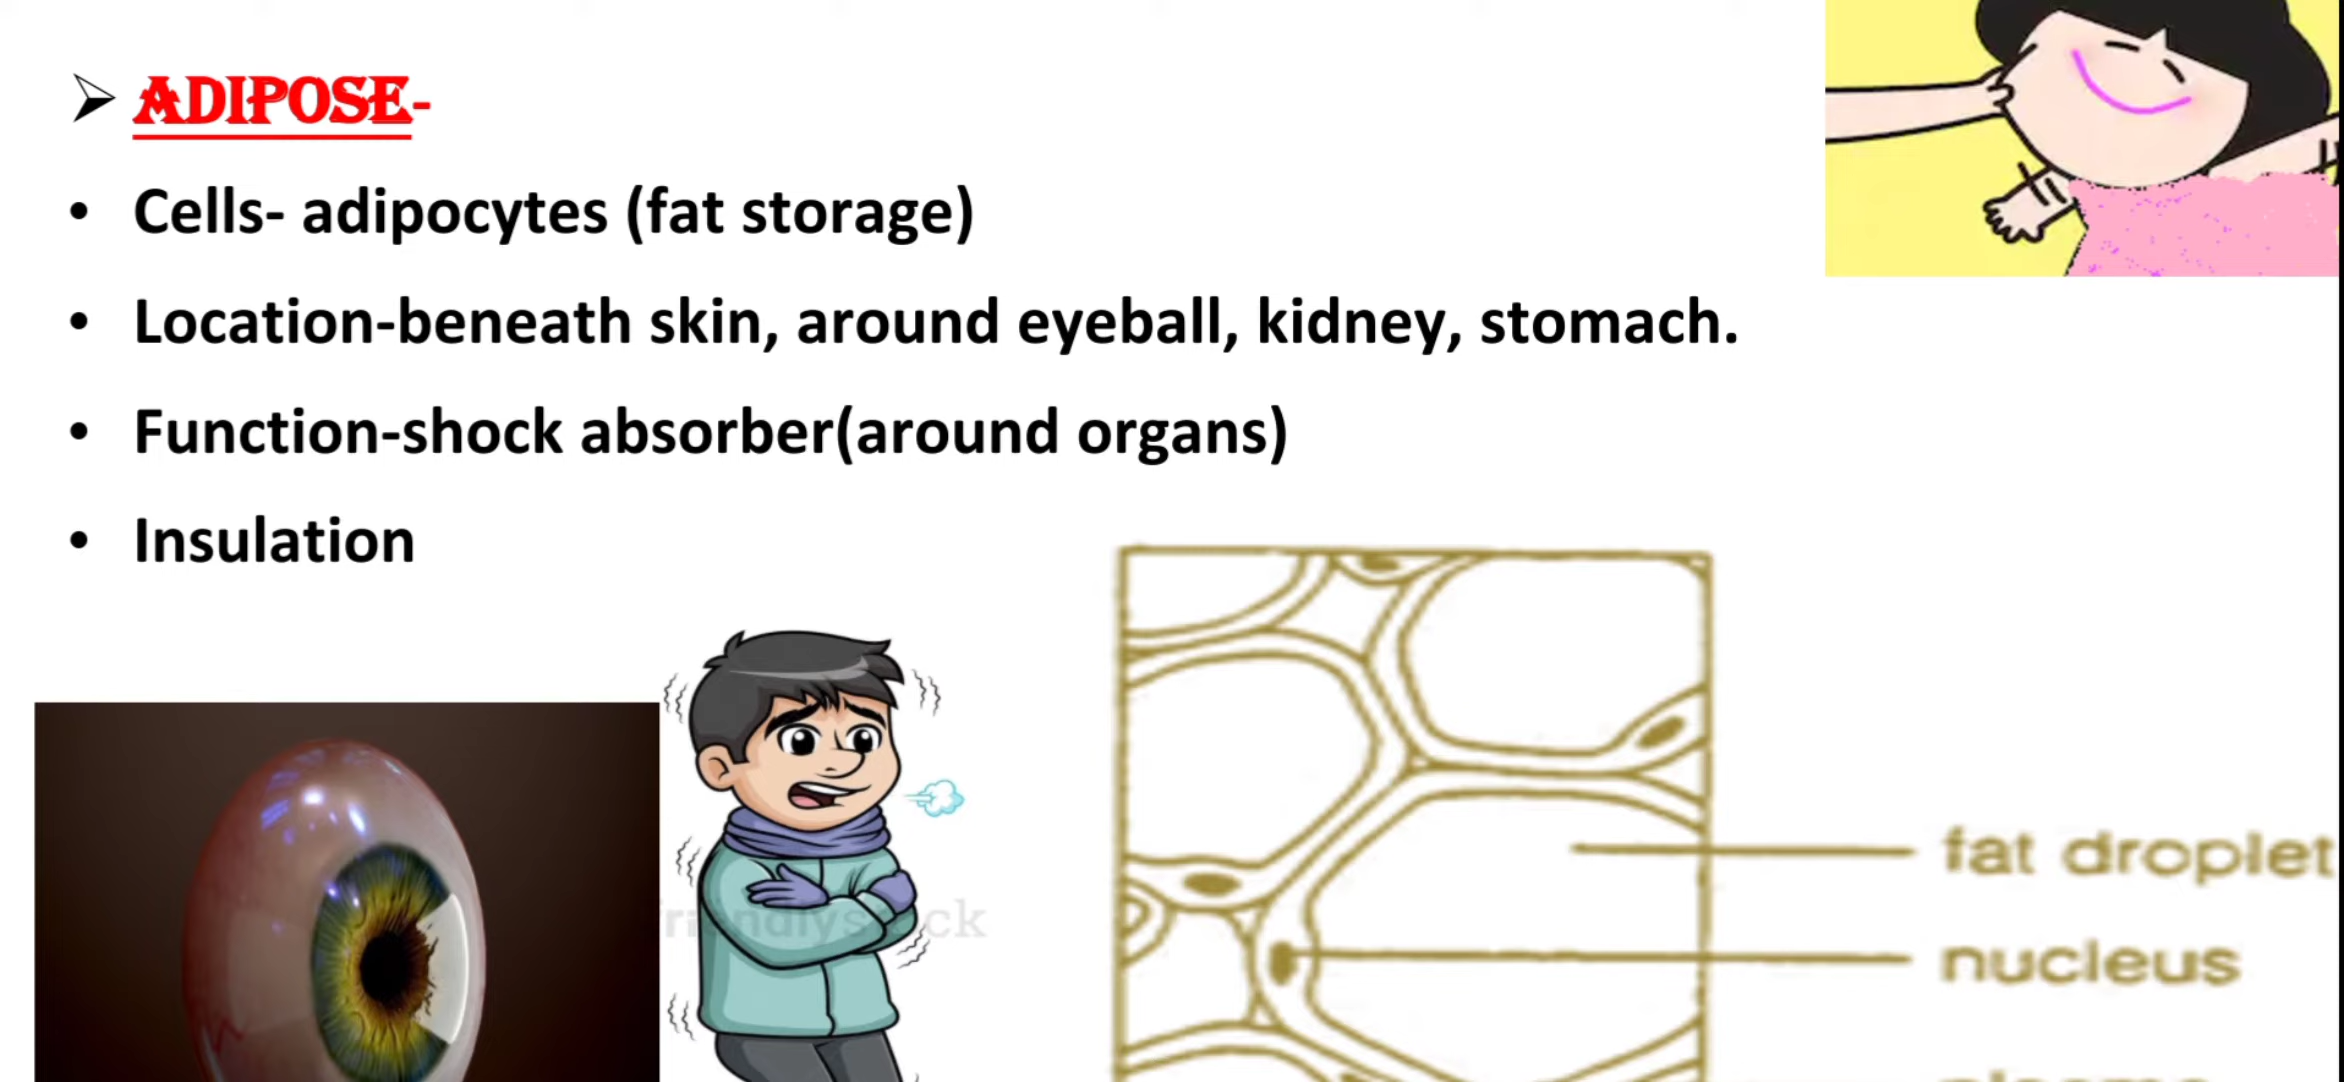 ADIPOSE-
Cells- adipocytes (fat storage)
Location-beneath skin, around eyeball, kidney, stomach.
Function-shock absorber(around organs)
Insulation
fat droplet
nucleus